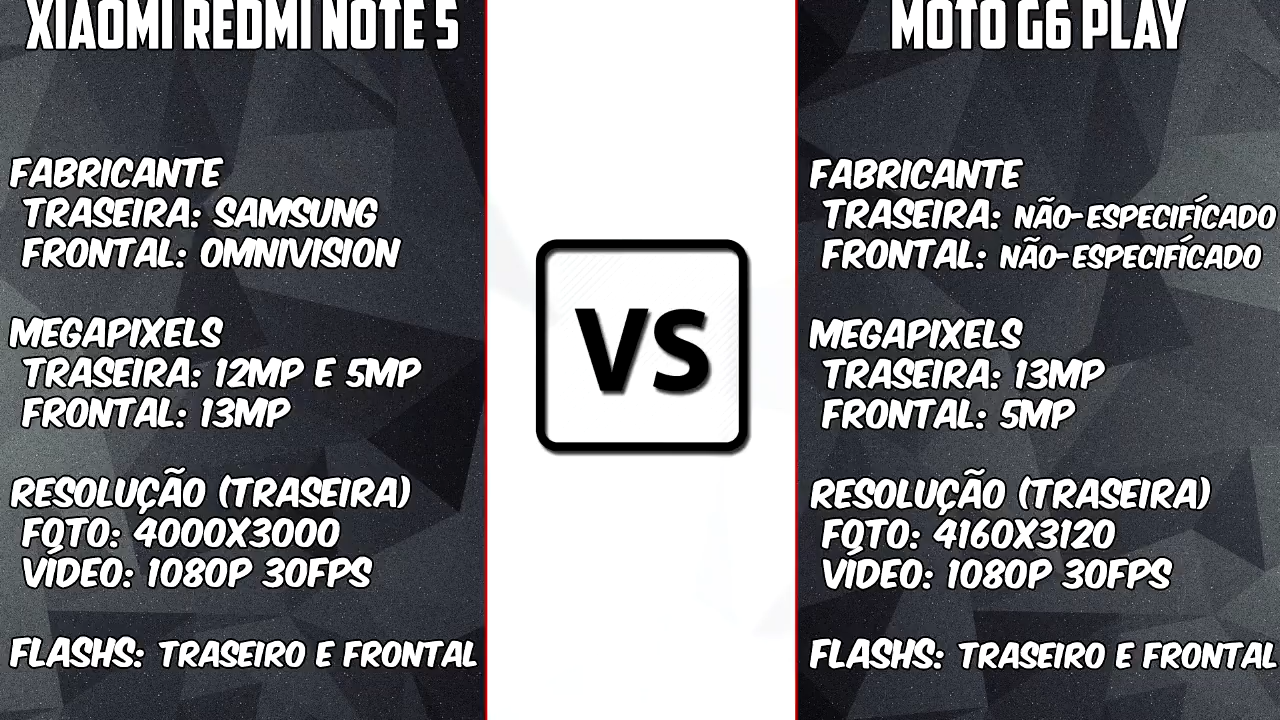 XIAOMI REDMI NOTE 5
FABRICANTE
TRASEIRA: SAMSUNG
FRONTAL: OMNIVISION
MEGAPIXELS
TRASEIRA: 12MP E 5MP
FRONTAL: 13MP
RESOLUÇÃO (TRASEIRA)
FOTO: 4000X3000
VÍDEO: 1080P 30FPS
FLASHS: TRASEIRO E FRONTAL
VS
MOTO G6 PLAY
FABRICANTE
TRASEIRA: NÃO-ESPECIFÍCADO
FRONTAL: NÃO-ESPECIFÍCADO
MEGAPIXELS
TRASEIRA: 13MP
FRONTAL: 5MP
RESOLUÇÃO (TRASEIRA)
FOTO: 4160X3120
VÍDEO: 1080P 30FPS
FLASHS: TRASEIRO E FRONTAL